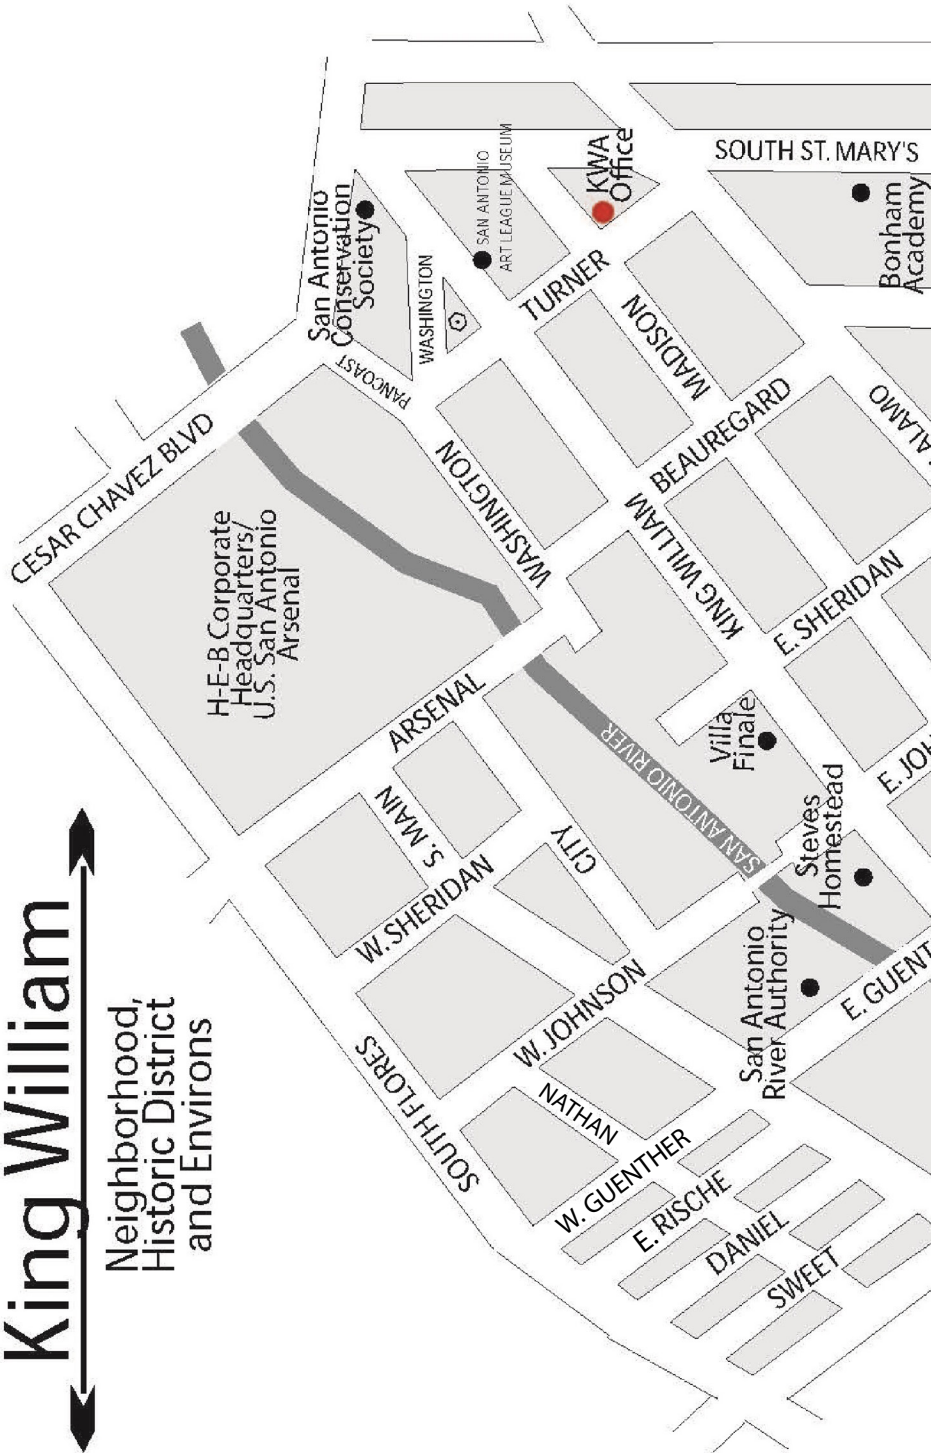 King William
Neighborhood,
Historic District
and Environs
CESAR CHAVEZ BLVD
H-E-B Corporate
Headquarters/
U.S. San Antonio
Arsenal
San Antonio
Conservation
Society
PANCOAST
WASHINGTON
SAN ANTONIO
ART LEAGUE MUSEUM
KWA
Office
SOUTH ST. MARY'S
Bonham
Academy
TURNER
MADISON
WASHINGTON
BEAUREGARD
ALAMO
KING WILLIAM
E. SHERIDAN
ARSENAL
SAN ANTONIO RIVER
Villa
Finale
E. JOH
Steves
Homestead
S. MAIN
CITY
W. SHERIDAN
San Antonio
River Authority
E. GUENT
W. JOHNSON
SOUTH FLORES
NATHAN
W. GUENTHER
E. RISCHE
DANIEL
SWEET